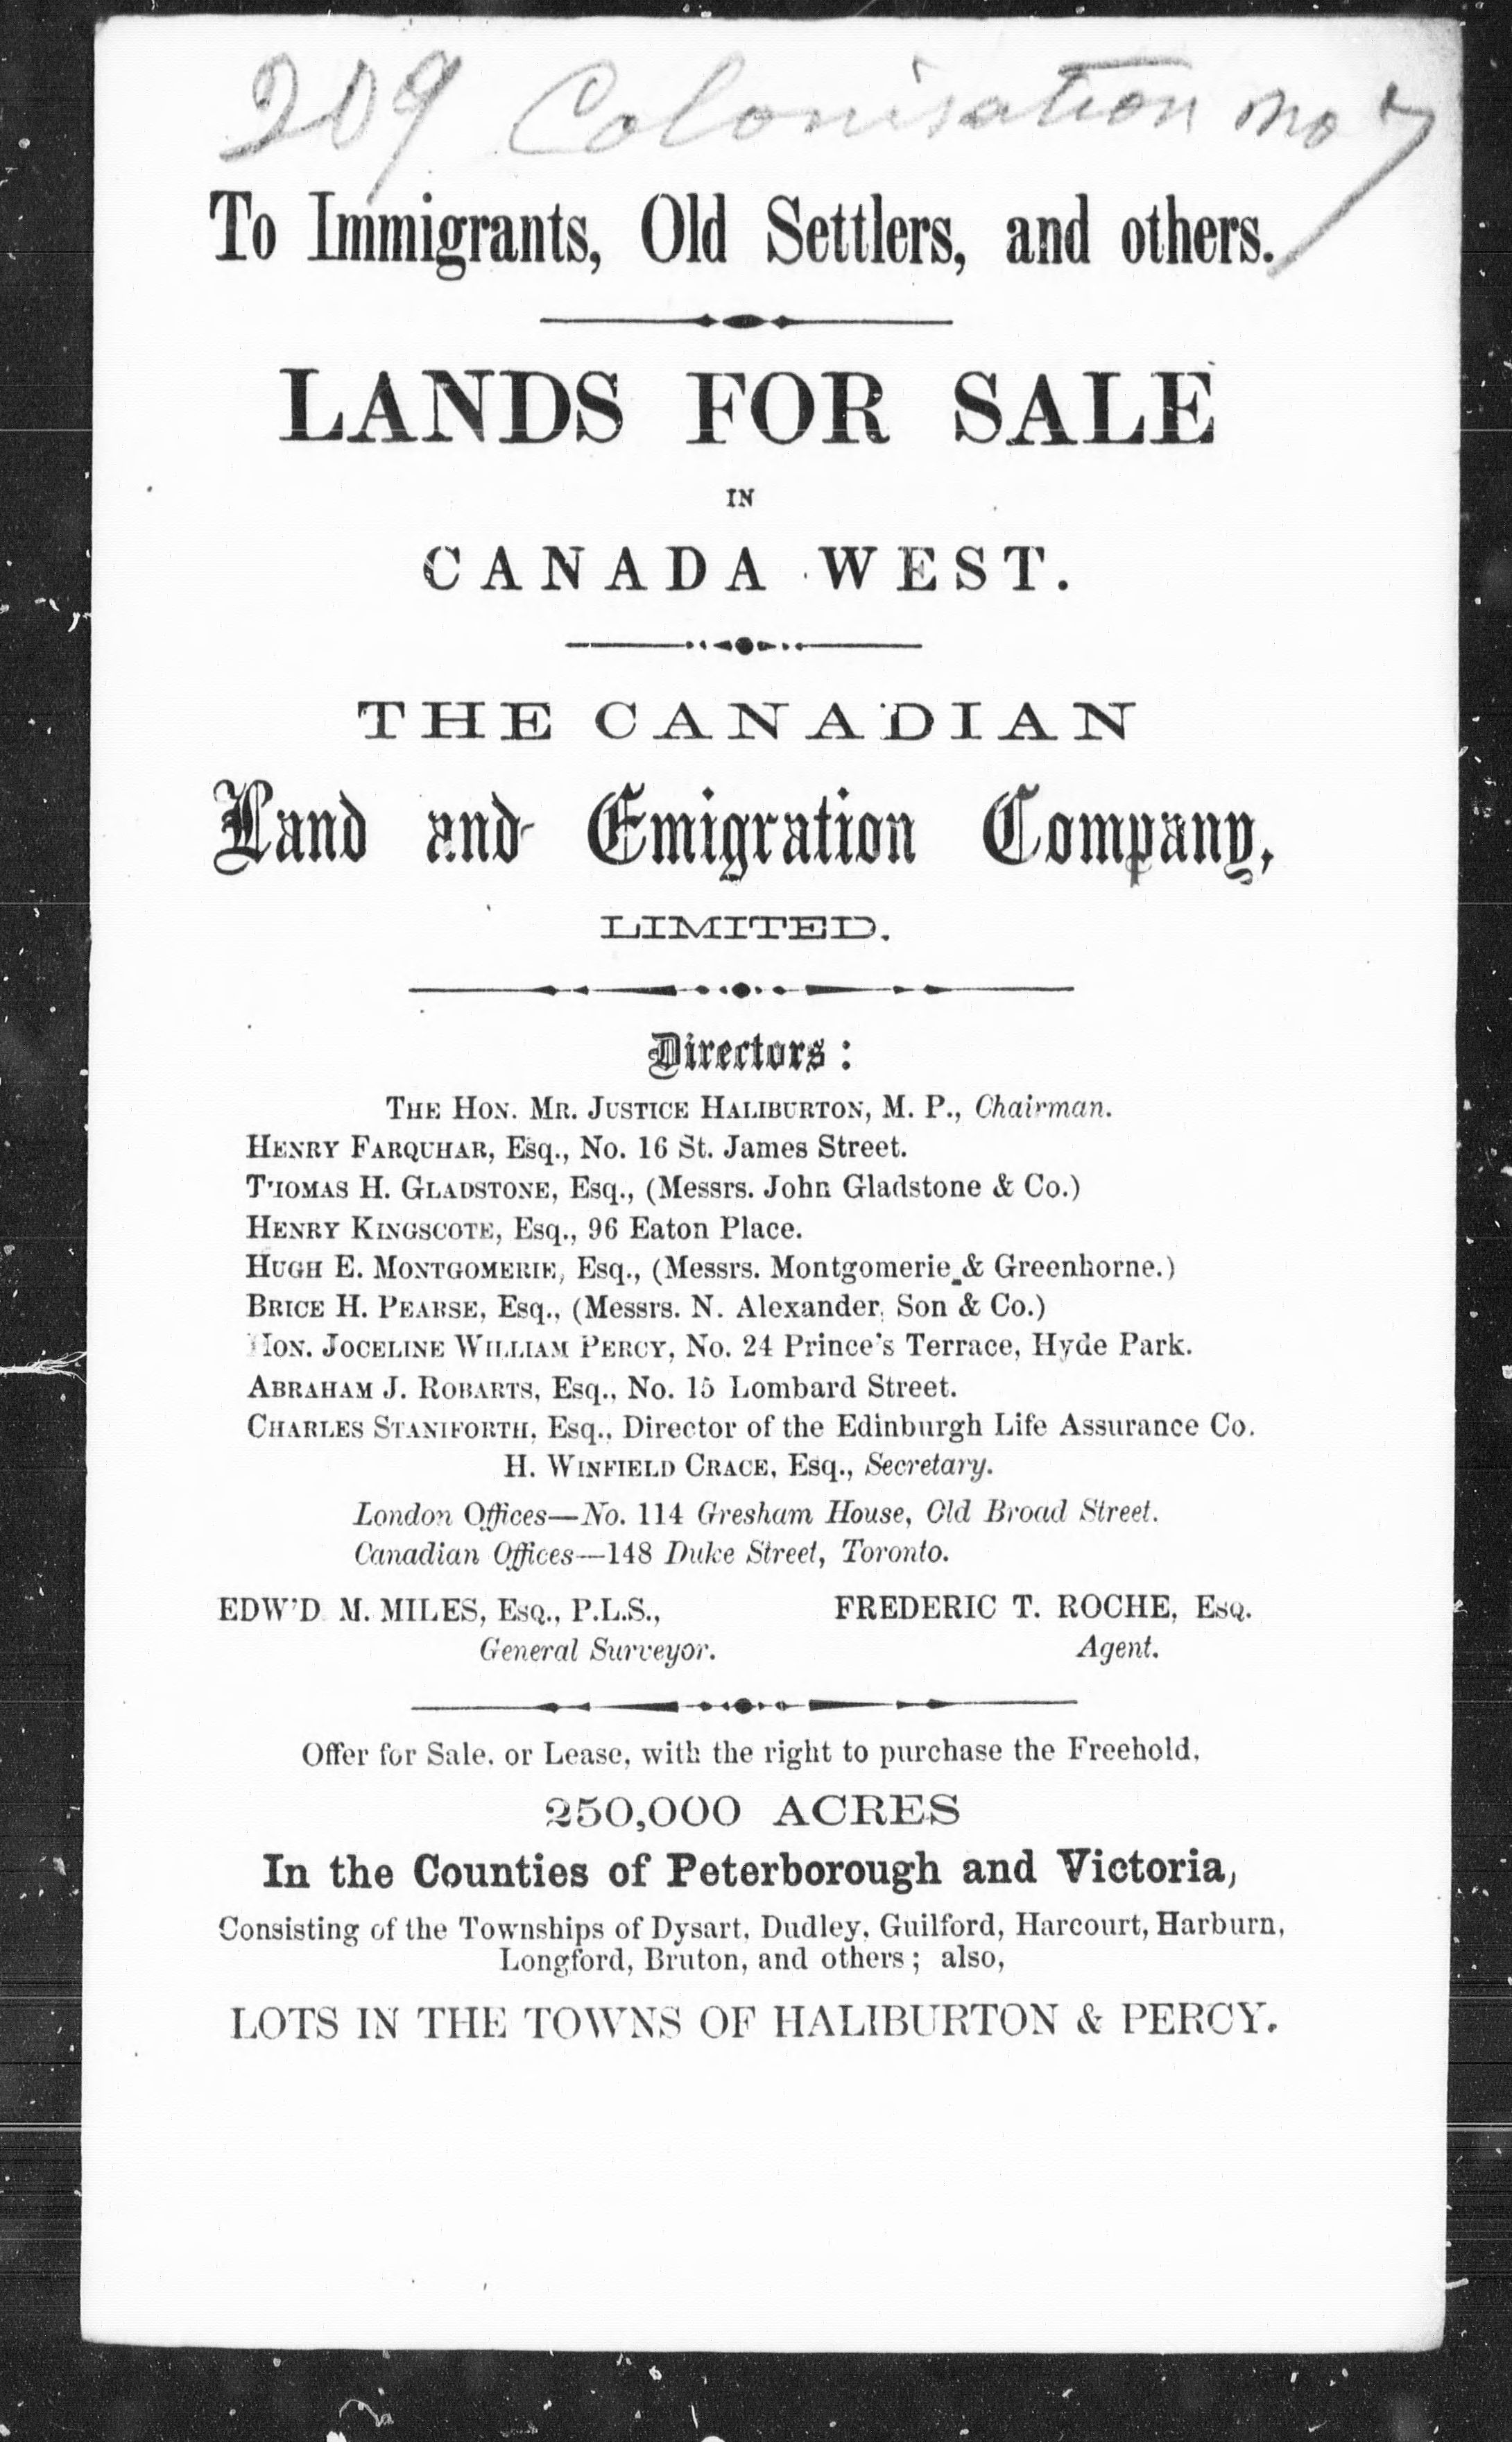 209 Colonisation no 7
To Immigrants, Old Settlers, and others.
LANDS FOR SALE
IN
CANADA WEST.
THE CANADIAN
Land and Emigration Company,
LIMITED.
Directors :
THE HON. MR. JUSTICE HALIBURTON, M. P., Chairman.
HENRY FARQUHAR, Esq., No. 16 St. James Street.
THOMAS H. GLADSTONE, Esq., (Messrs. John Gladstone & Co.)
HENRY KINGSCOTE, Esq., 96 Eaton Place.
HUGH E. MONTGOMERIE, Esq., (Messrs. Montgomerie & Greenhorne.)
BRICE H. PEARSE, Esq., (Messrs. N. Alexander, Son & Co.)
HON. JOCELINE WILLIAM PERCY, No. 24 Prince's Terrace, Hyde Park.
ABRAHAM J. ROBARTS, Esq., No. 15 Lombard Street.
CHARLES STANIFORTH, Esq., Director of the Edinburgh Life Assurance Co.
H. WINFIELD CRACE, Esq., Secretary.
London Offices—No. 114 Gresham House, Old Broad Street.
Canadian Offices—148 Duke Street, Toronto.
EDW'D M. MILES, ESQ., P.L.S., FREDERIC T. ROCHE, ESQ.
General Surveyor. Agent.
Offer for Sale, or Lease, with the right to purchase the Freehold,
250,000 ACRES
In the Counties of Peterborough and Victoria,
Consisting of the Townships of Dysart, Dudley, Guilford, Harcourt, Harburn,
Longford, Bruton, and others ; also,
LOTS IN THE TOWNS OF HALIBURTON & PERCY.